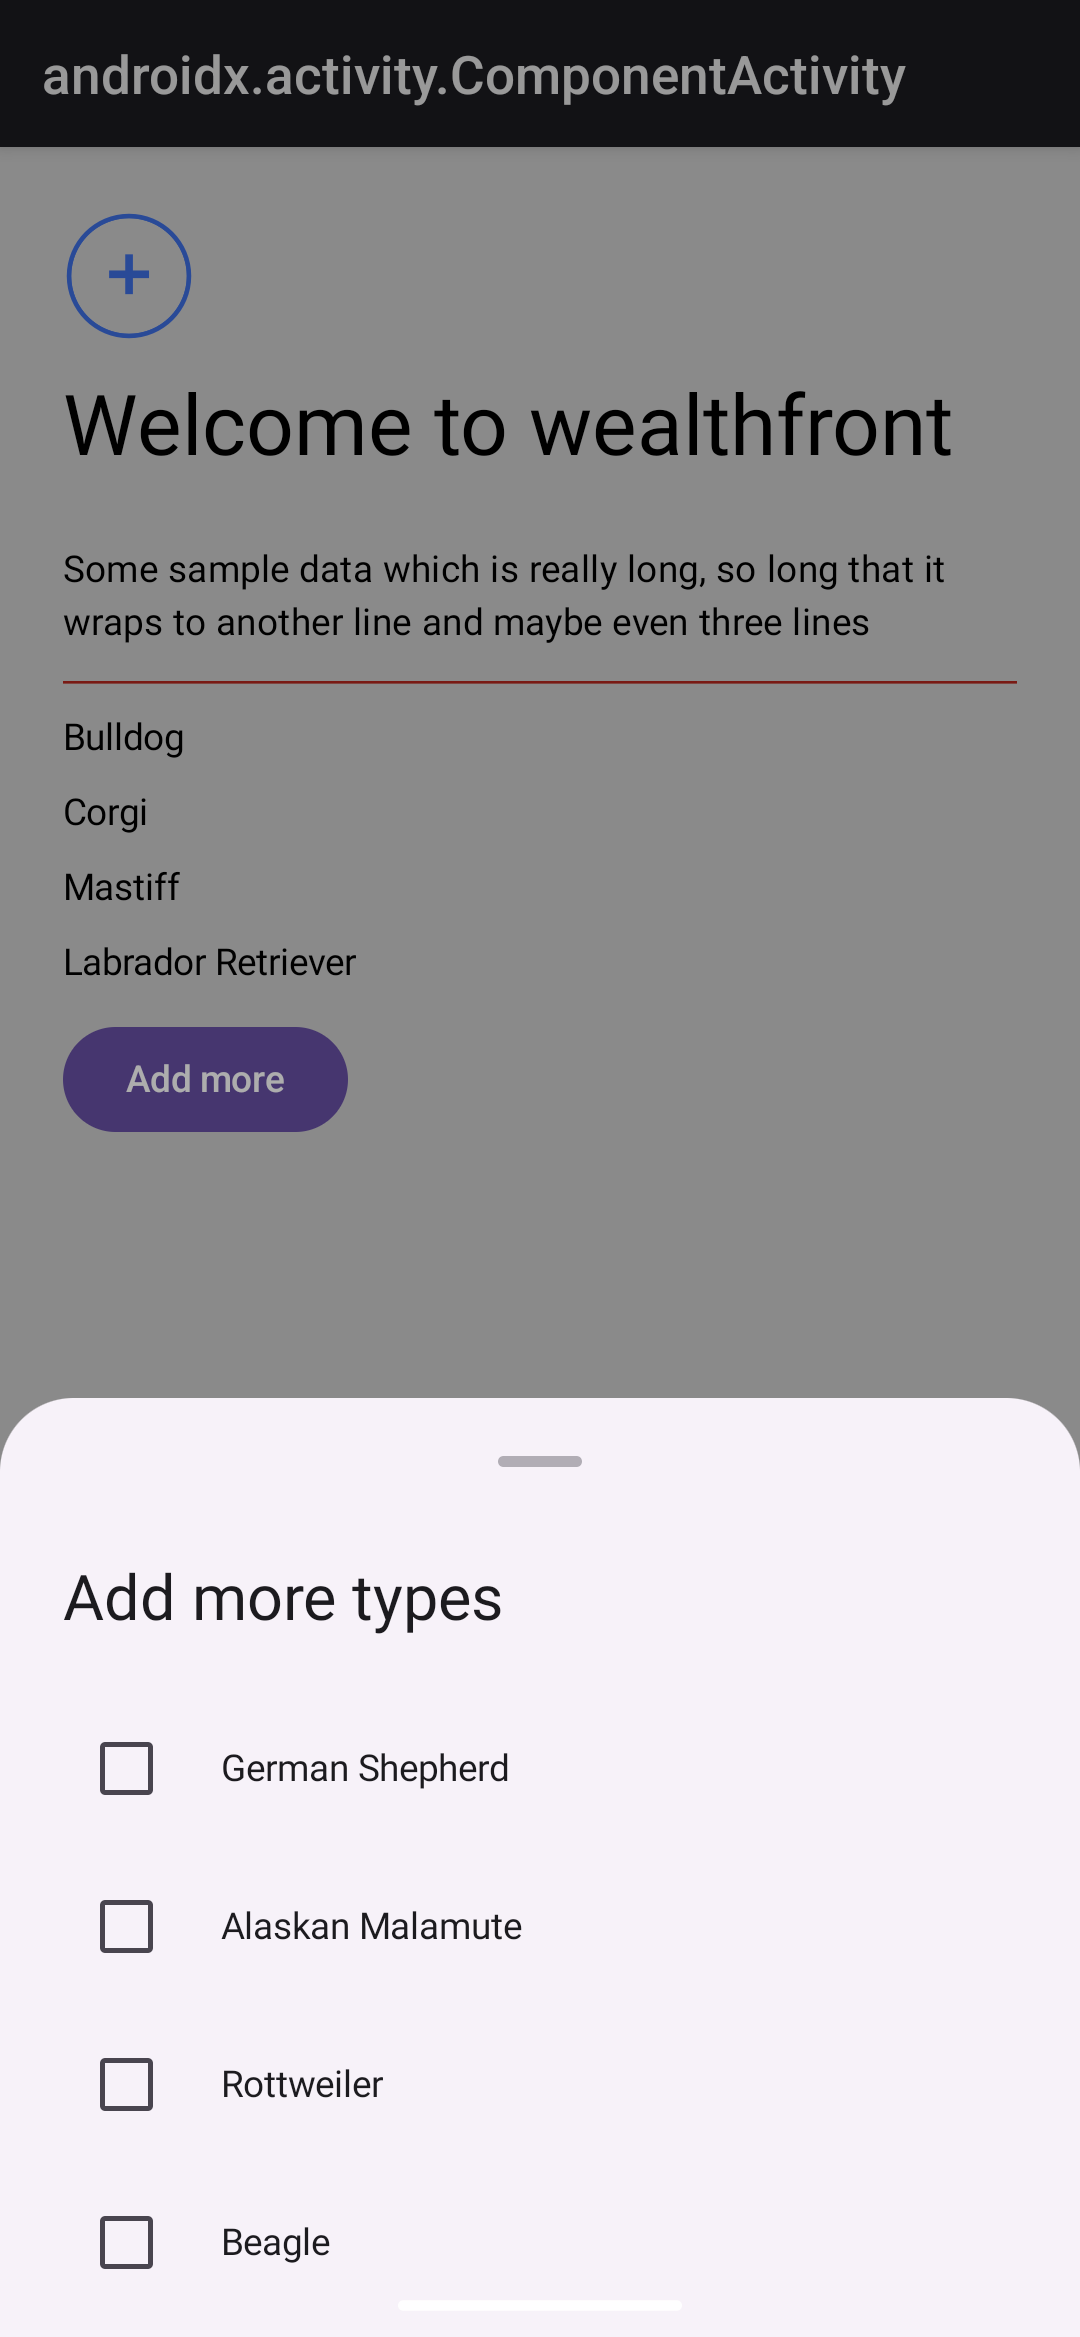 androidx.activity.ComponentActivity
Welcome to wealthfront
Some sample data which is really long, so long that it
wraps to another line and maybe even three lines
Bulldog
Corgi
Mastiff
Labrador Retriever
Add more
Add more types
German Shepherd
Alaskan Malamute
Rottweiler
Beagle